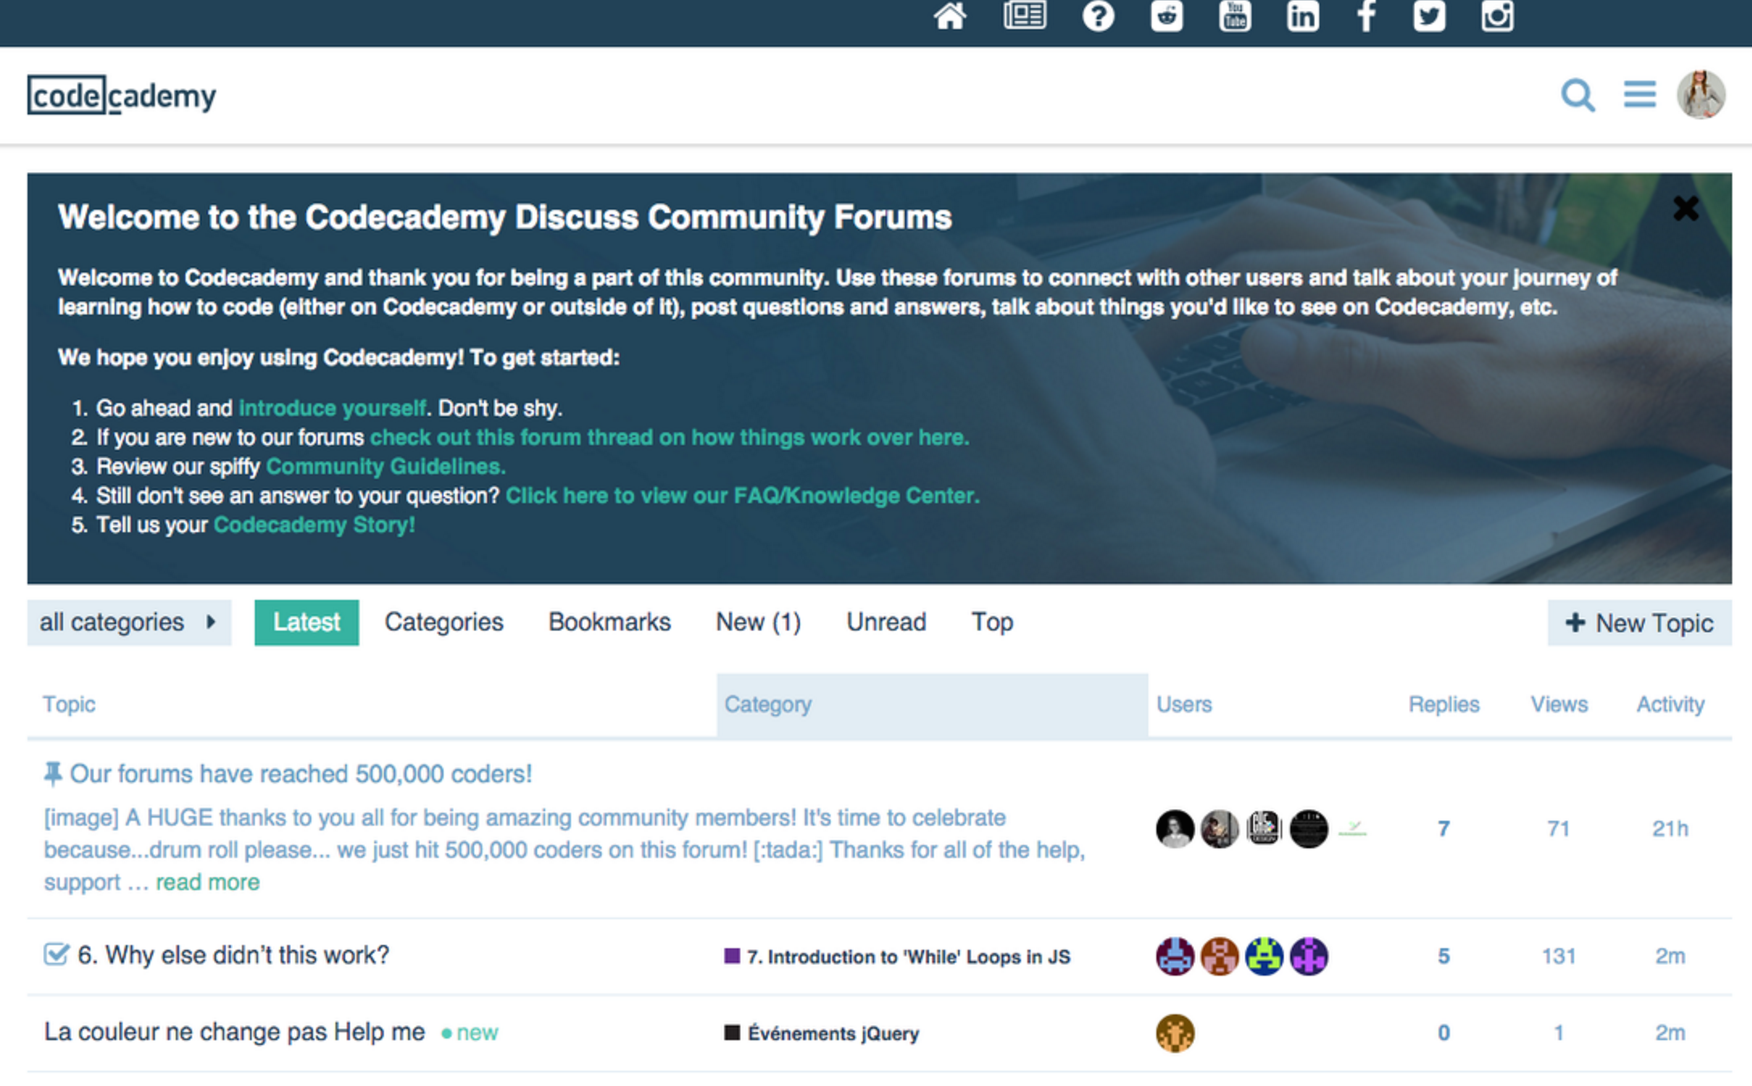 You Tube
codecademy
Welcome to the Codecademy Discuss Community Forums
Welcome to Codecademy and thank you for being a part of this community. Use these forums to connect with other users and talk about your journey of
learning how to code (either on Codecademy or outside of it), post questions and answers, talk about things you'd like to see on Codecademy, etc.
We hope you enjoy using Codecademy! To get started:
1. Go ahead and introduce yourself. Don't be shy.
2. If you are new to our forums check out this forum thread on how things work over here.
3. Review our spiffy Community Guidelines.
4. Still don't see an answer to your question? Click here to view our FAQ/Knowledge Center.
5. Tell us your Codecademy Story!
all categories Latest Categories Bookmarks New (1) Unread Top + New Topic
Topic Category Users Replies Views Activity
Our forums have reached 500,000 coders!
[image] A HUGE thanks to you all for being amazing community members! It's time to celebrate
because...drum roll please... we just hit 500,000 coders on this forum! [:tada:] Thanks for all of the help,
support ... read more
7 71 21h
6. Why else didn't this work? 7. Introduction to 'While' Loops in JS 5 131 2m
La couleur ne change pas Help me • new Événements jQuery 0 1 2m